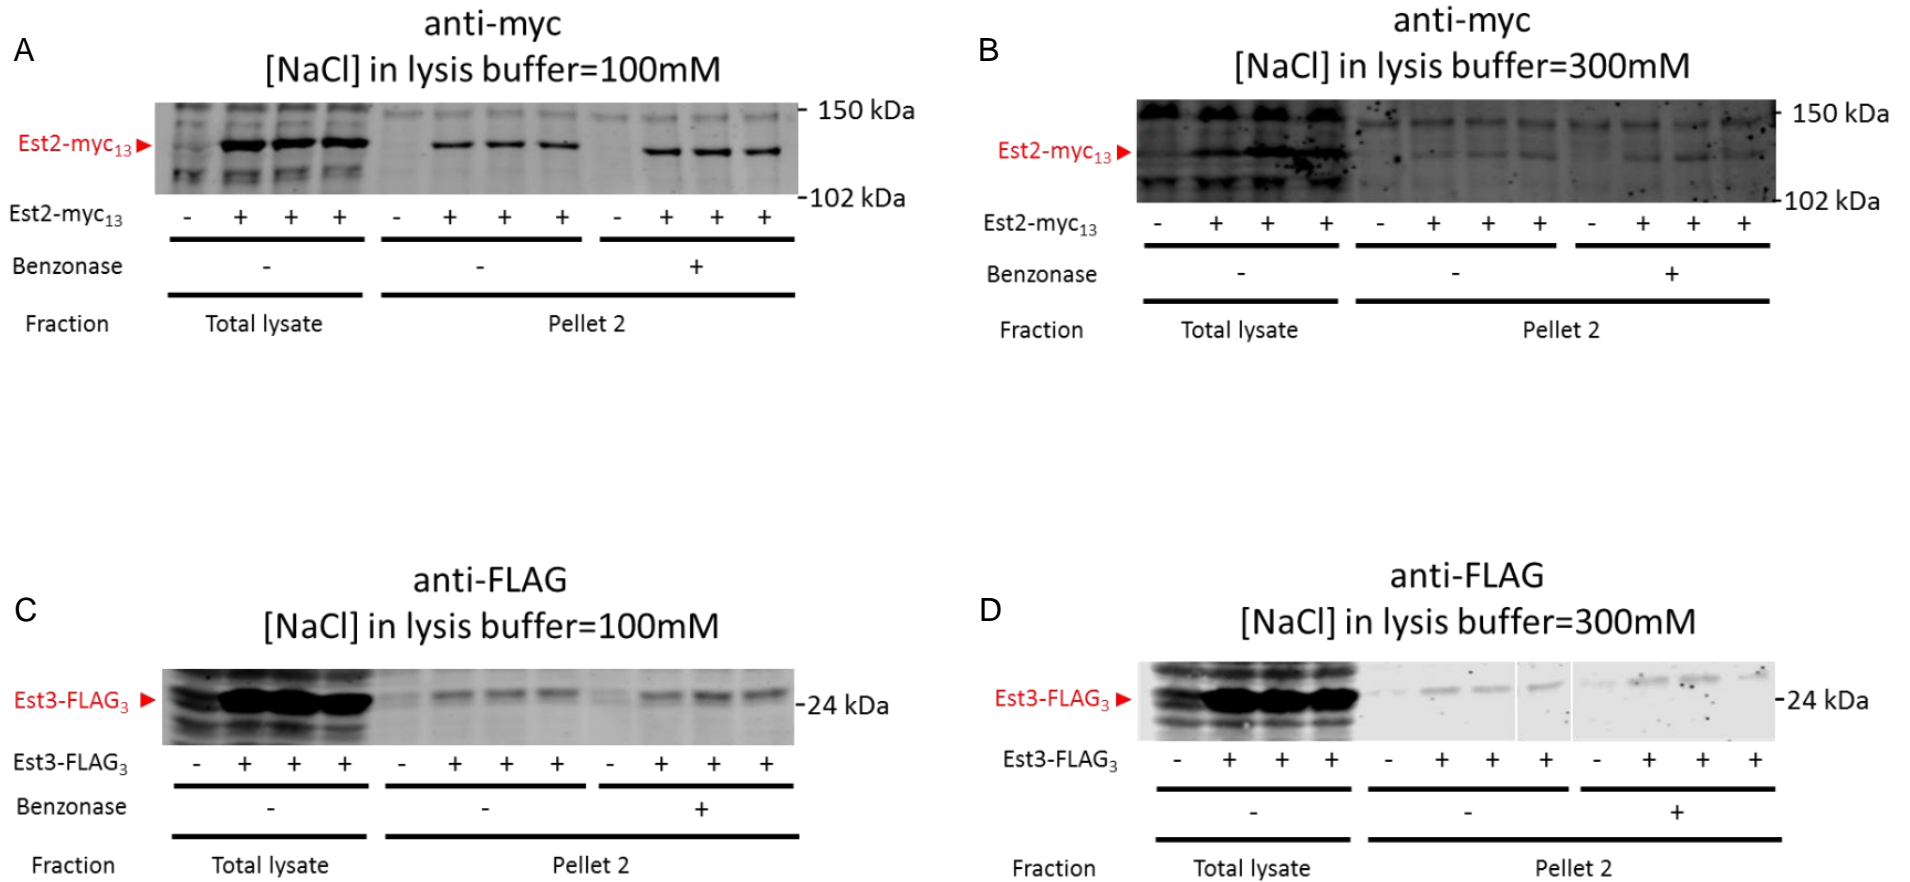 A
anti-myc
[NaCl] in lysis buffer=100mM
150 kDa
Est2-myc₁₃
102 kDa
Est2-myc₁₃ - + + + - + + + - + + +
Benzonase - - +
Fraction Total lysate Pellet 2
B
anti-myc
[NaCl] in lysis buffer=300mM
150 kDa
Est2-myc₁₃
102 kDa
Est2-myc₁₃ - + + + - + + + - + + +
Benzonase - - +
Fraction Total lysate Pellet 2
C
anti-FLAG
[NaCl] in lysis buffer=100mM
Est3-FLAG₃
24 kDa
Est3-FLAG₃ - + + + - + + + - + + +
Benzonase - - +
Fraction Total lysate Pellet 2
D
anti-FLAG
[NaCl] in lysis buffer=300mM
Est3-FLAG₃
24 kDa
Est3-FLAG₃ - + + + - + + + - + + +
Benzonase - - +
Fraction Total lysate Pellet 2